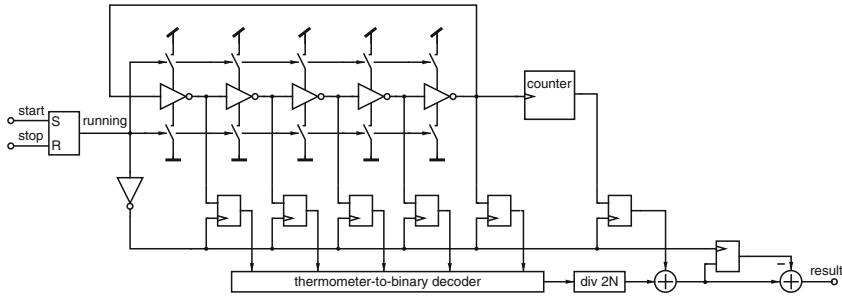 counter
start
S
running
stop
R
thermometer-to-binary decoder
div 2N
result